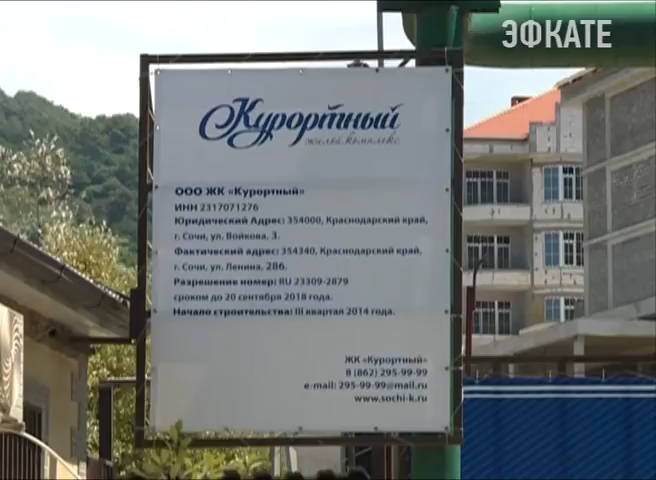 ЭФКАТЕ
Курортный
жилой комплекс
ООО ЖК «Курортный»
ИНН 2317071276
Юридический Адрес: 354000, Краснодарский край,
г. Сочи, ул. Войкова, 3.
Фактический адрес: 354340, Краснодарский край,
г. Сочи, ул. Ленина, 286.
Разрешение номер: RU 23309-2879
сроком до 20 сентября 2018 года.
Начало строительства: III квартал 2014 года.
ЖК «Курортный»
8 (862) 295-99-99
e-mail: 295-99-99@mail.ru
www.sochi-k.ru